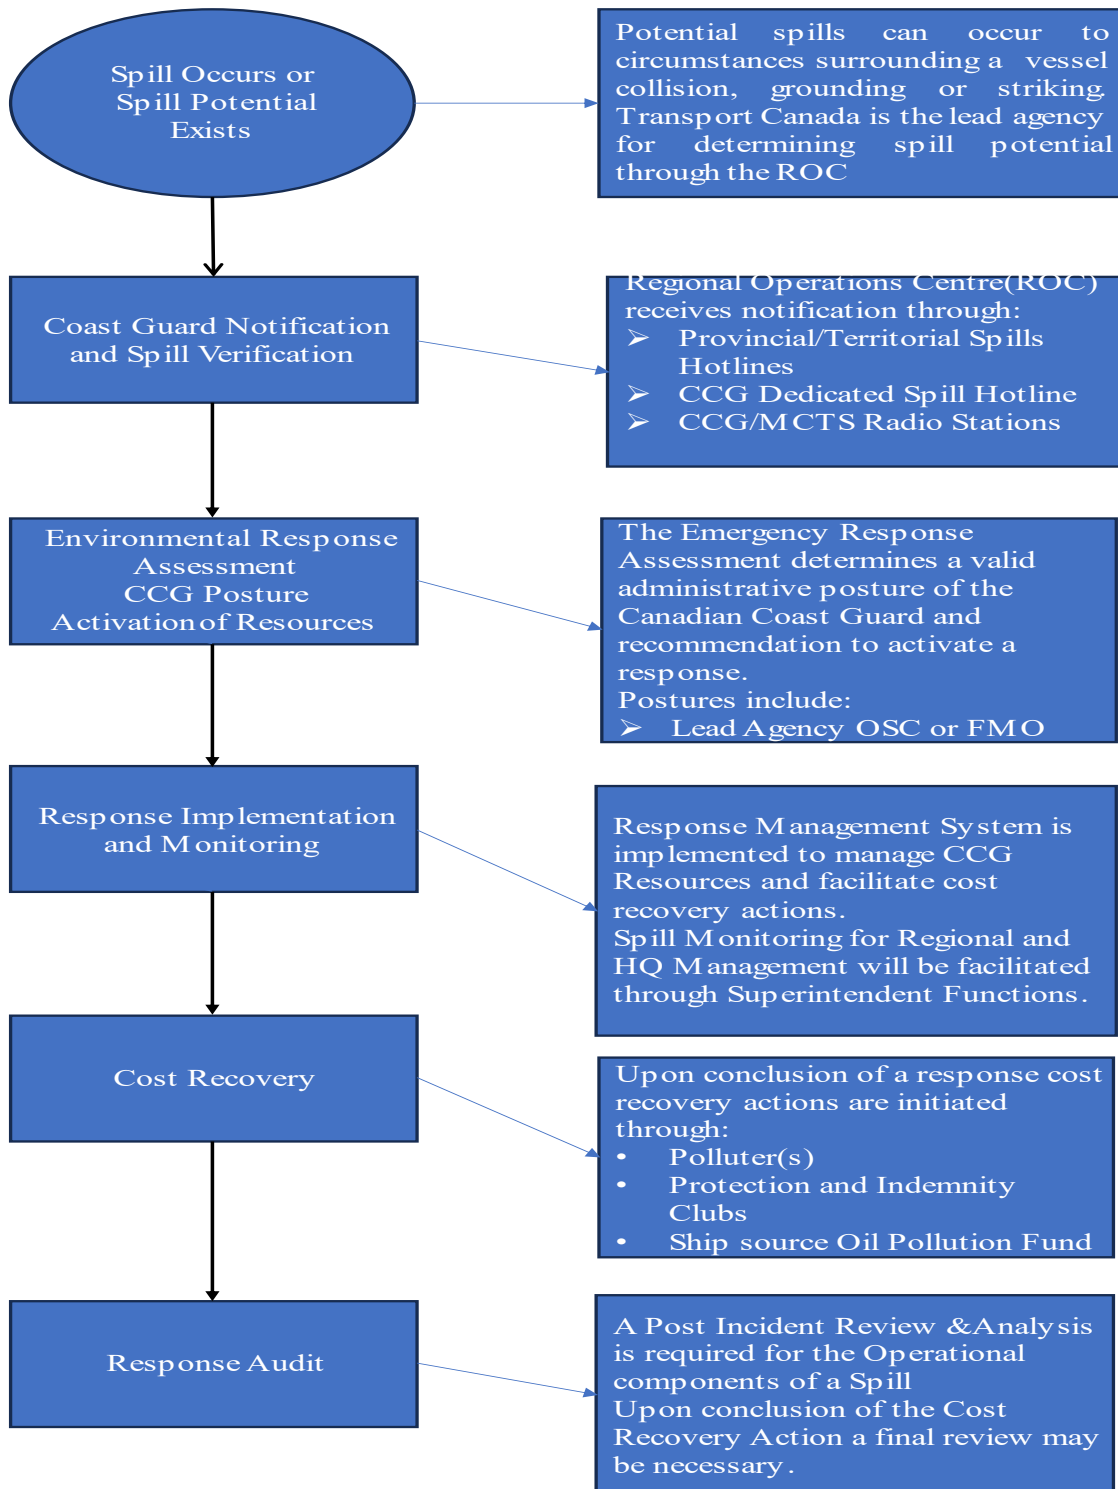 Spill Occurs or
Spill Potential
Exists
Potential spills can occur to
circumstances surrounding a vessel
collision, grounding or striking.
Transport Canada is the lead agency
for determining spill potential
through the ROC
Coast Guard Notification
and Spill Verification
Regional Operations Centre(ROC)
receives notification through:
➢ Provincial/Territorial Spills
Hotlines
➢ CCG Dedicated Spill Hotline
➢ CCG/MCTS Radio Stations
Environmental Response
Assessment
CCG Posture
Activation of Resources
The Emergency Response
Assessment determines a valid
administrative posture of the
Canadian Coast Guard and
recommendation to activate a
response.
Postures include:
➢ Lead Agency OSC or FMO
Response Implementation
and Monitoring
Response Management System is
implemented to manage CCG
Resources and facilitate cost
recovery actions.
Spill Monitoring for Regional and
HQ Management will be facilitated
through Superintendent Functions.
Cost Recovery
Upon conclusion of a response cost
recovery actions are initiated
through:
• Polluter(s)
• Protection and Indemnity
Clubs
• Ship source Oil Pollution Fund
Response Audit
A Post Incident Review &Analysis
is required for the Operational
components of a Spill
Upon conclusion of the Cost
Recovery Action a final review may
be necessary.